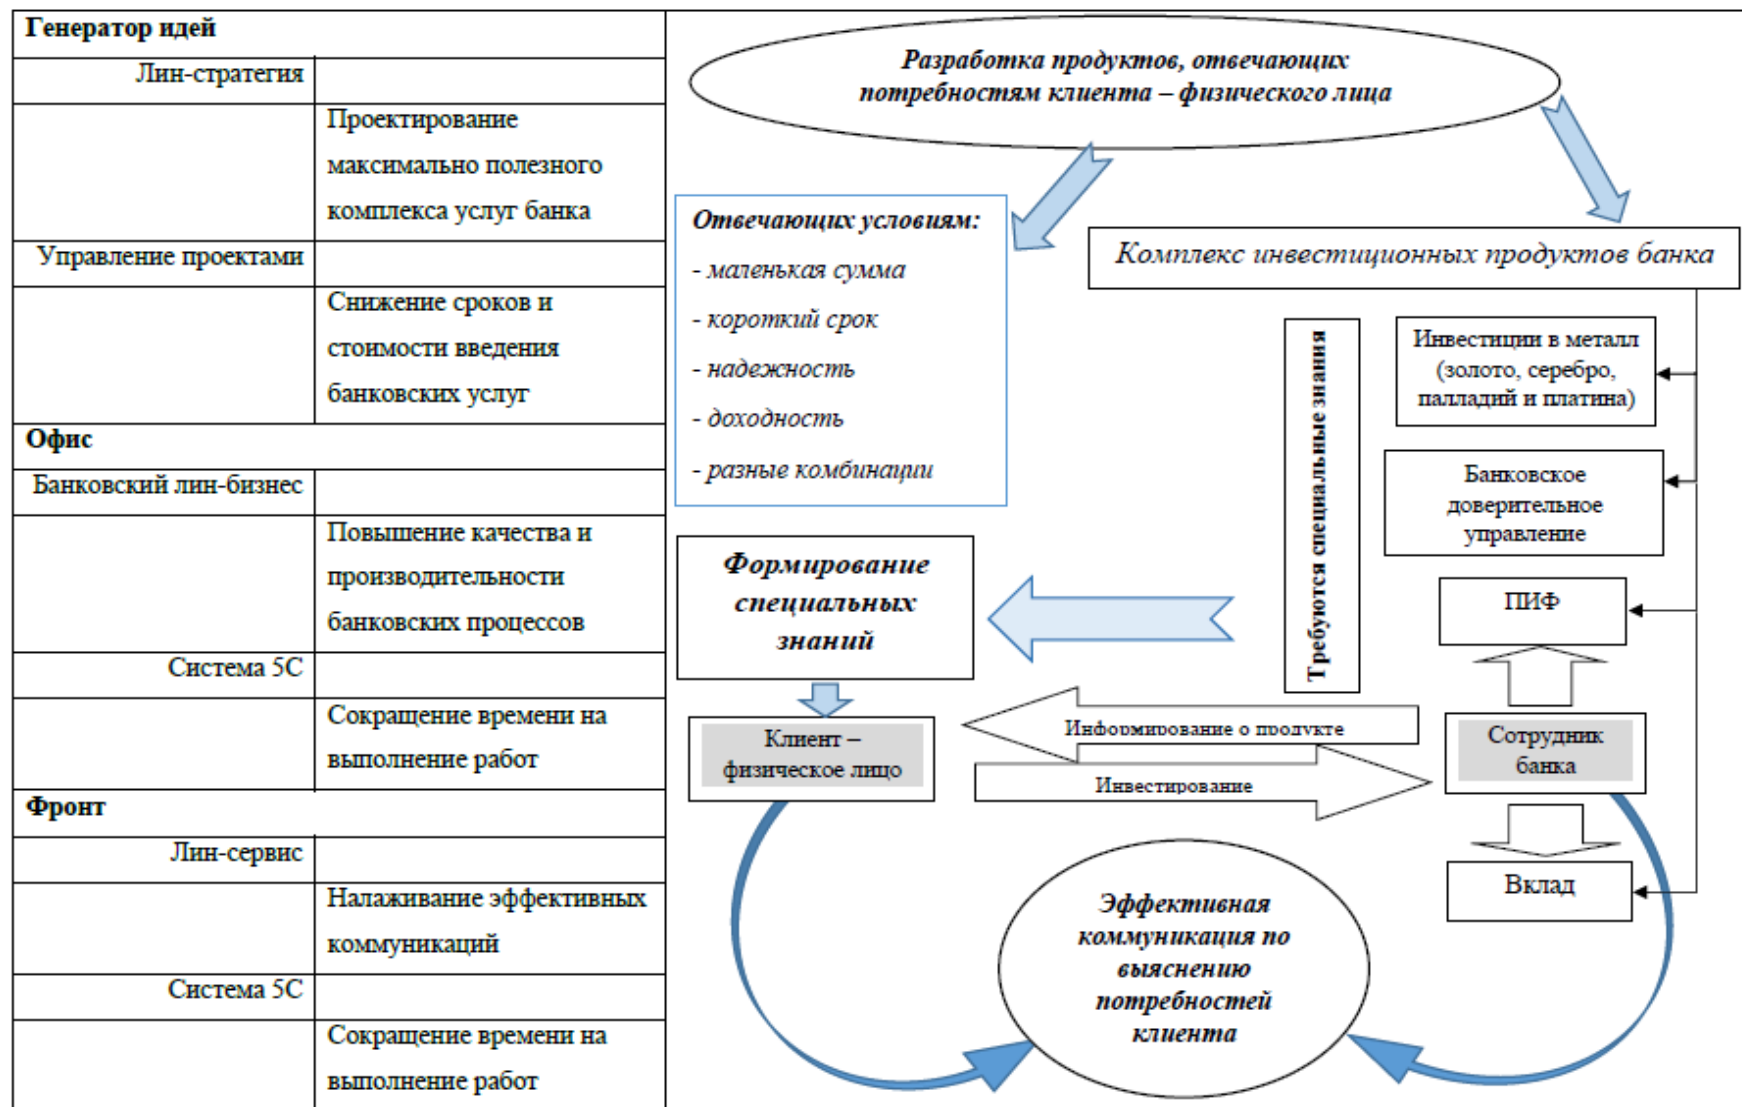 Генератор идей
Лин-стратегия
Проектирование
максимально полезного
комплекса услуг банка
Управление проектами
Снижение сроков и
стоимости введения
банковских услуг
Офис
Банковский лин-бизнес
Повышение качества и
производительности
банковских процессов
Система 5С
Сокращение времени на
выполнение работ
Фронт
Лин-сервис
Налаживание эффективных
коммуникаций
Система 5С
Сокращение времени на
выполнение работ
Разработка продуктов, отвечающих
потребностям клиента – физического лица
Отвечающих условиям:
- маленькая сумма
- короткий срок
- надежность
- доходность
- разные комбинации
Комплекс инвестиционных продуктов банка
Требуются специальные знания
Инвестиции в металл
(золото, серебро,
палладий и платина)
Банковское
доверительное
управление
ПИФ
Формирование
специальных
знаний
Клиент –
физическое лицо
Информирование о продукте
Инвестирование
Сотрудник
банка
Вклад
Эффективная
коммуникация по
выяснению
потребностей
клиента